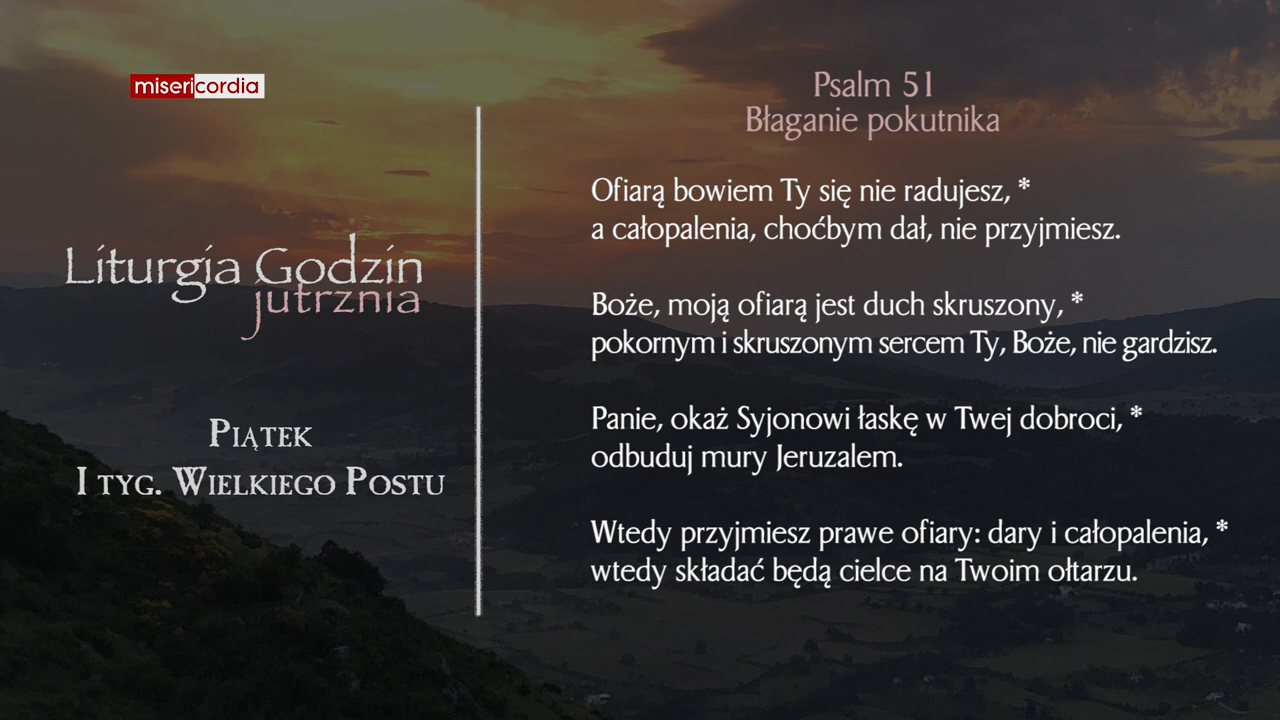 misericordia
Liturgia Godzin
jutrznia
Piątek
I tyg. Wielkiego Postu
Psalm 51
Błaganie pokutnika
Ofiarą bowiem Ty się nie radujesz, *
a całopalenia, choćbym dał, nie przyjmiesz.
Boże, moją ofiarą jest duch skruszony, *
pokornym i skruszonym sercem Ty, Boże, nie gardzisz.
Panie, okaż Syjonowi łaskę w Twej dobroci, *
odbuduj mury Jeruzalem.
Wtedy przyjmiesz prawe ofiary: dary i całopalenia, *
wtedy składać będą cielce na Twoim ołtarzu.